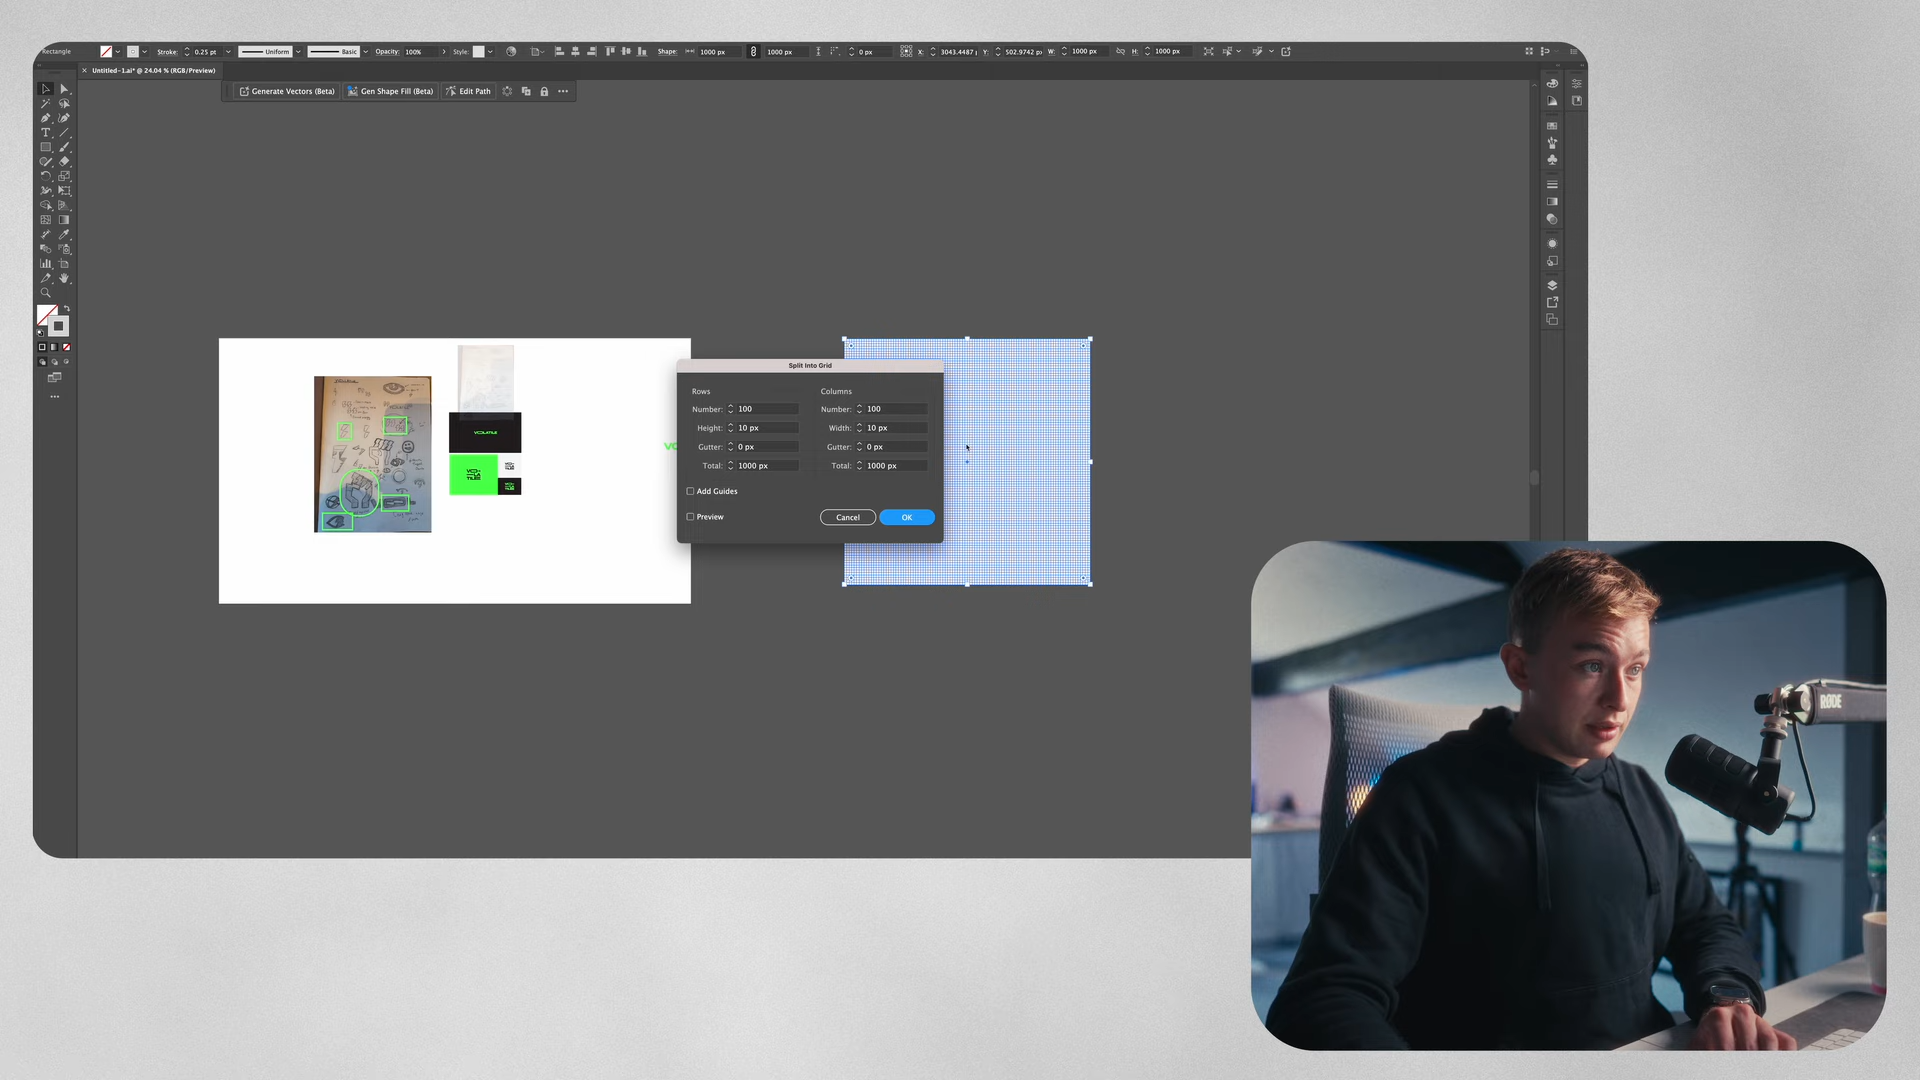 Rectangle Stroke: 0.25 pt Uniform Basic Opacity: 100% Style: Shape: 1000 px 1000 px 0 px X: 3043.4487 Y: 502.9742 px W: 1000 px H: 1000 px
× Untitled-1.ai* @ 24.04 % (RGB/Preview)
Generate Vectors (Beta) Gen Shape Fill (Beta) Edit Path
Split Into Grid
Rows Columns
Number: 100 Number: 100
Height: 10 px Width: 10 px
Gutter: 0 px Gutter: 0 px
Total: 1000 px Total: 1000 px
Add Guides
Preview Cancel OK
VO
RØDE